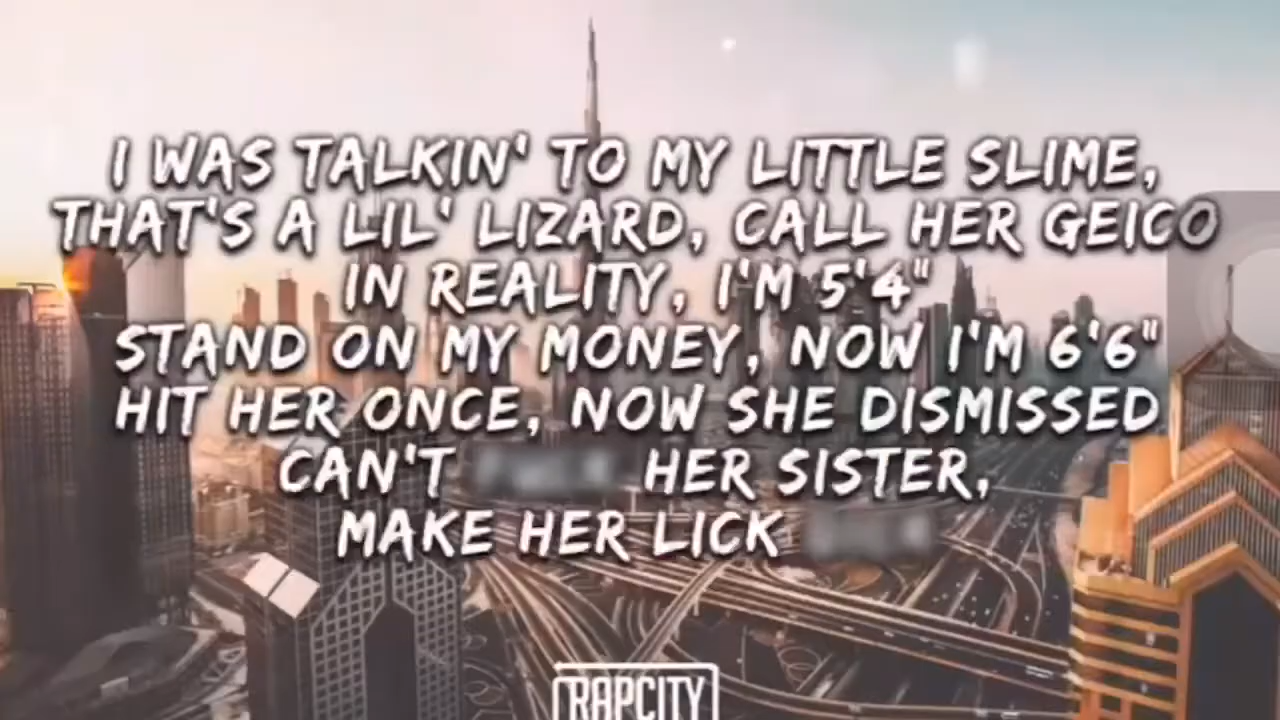 I WAS TALKIN' TO MY LITTLE SLIME,
THAT'S A LIL' LIZARD, CALL HER GEICO
IN REALITY, I'M 5'4"
STAND ON MY MONEY, NOW I'M 6'6"
HIT HER ONCE, NOW SHE DISMISSED
CAN'T HER SISTER,
MAKE HER LICK
RAPCITY